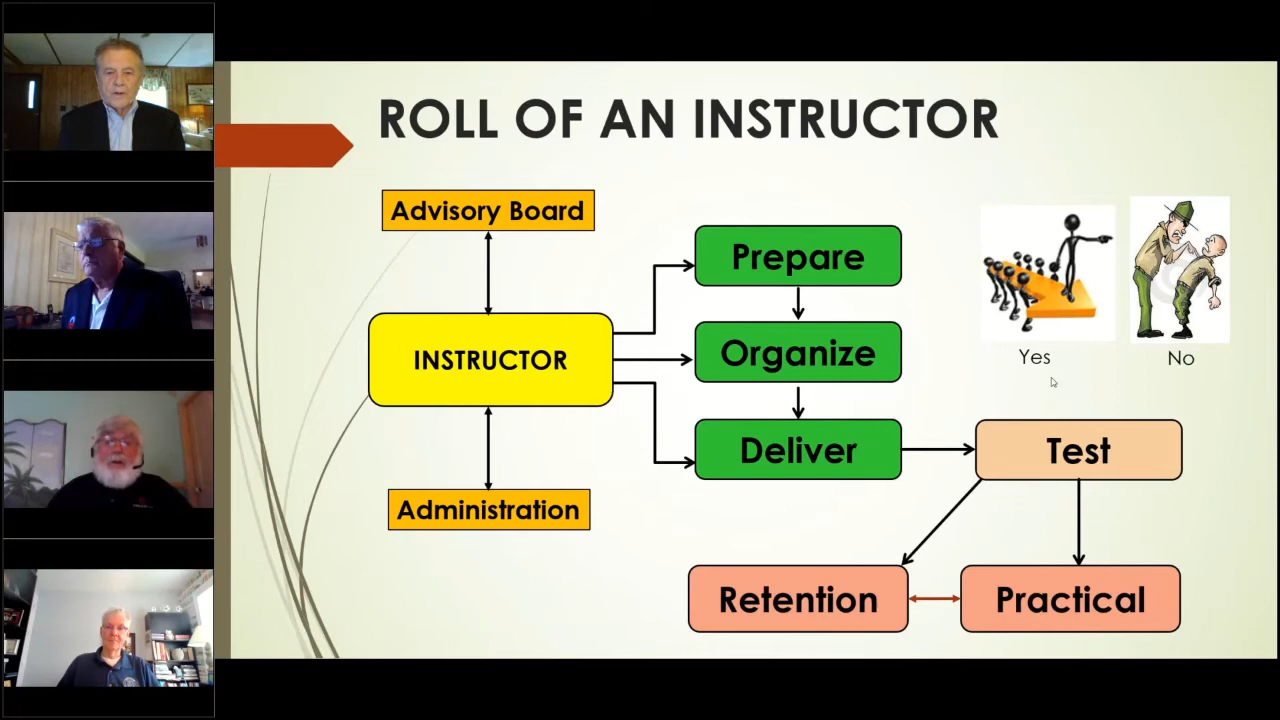 ROLL OF AN INSTRUCTOR
Advisory Board
INSTRUCTOR
Administration
Prepare
Organize
Deliver
Yes
No
Test
Retention
Practical